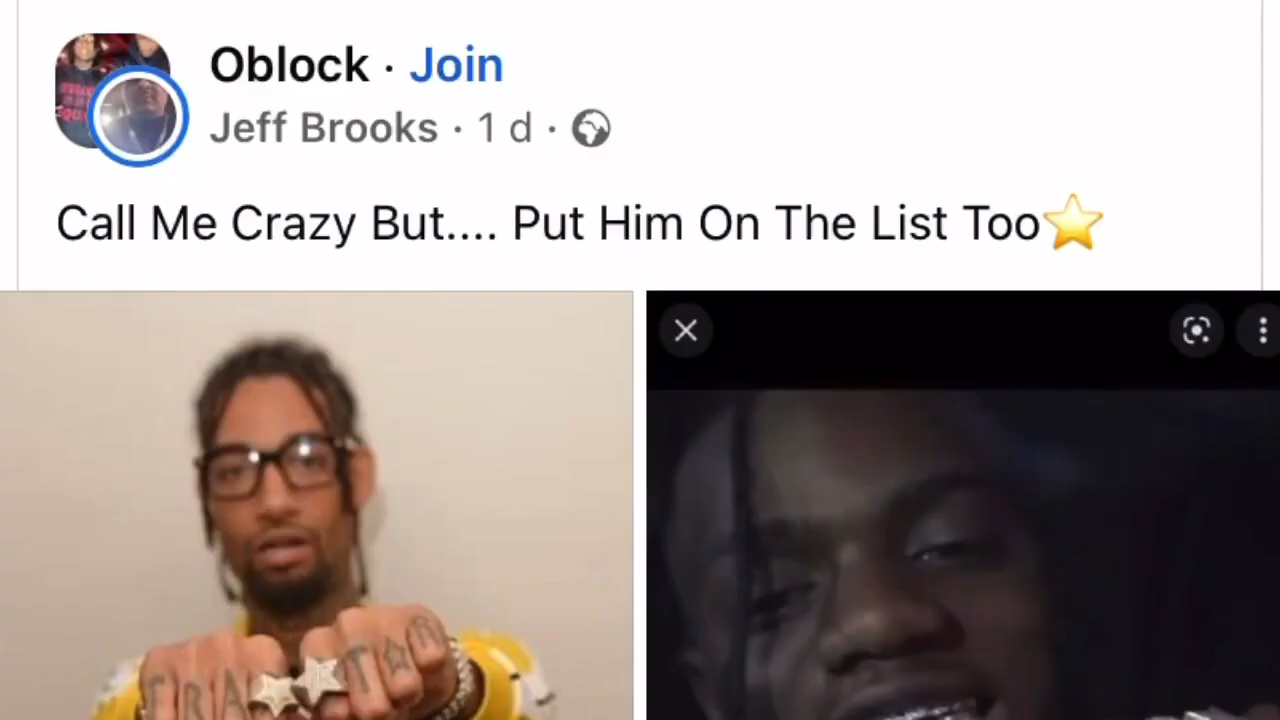 Oblock · Join
Jeff Brooks · 1 d ·
Call Me Crazy But.... Put Him On The List Too⭐